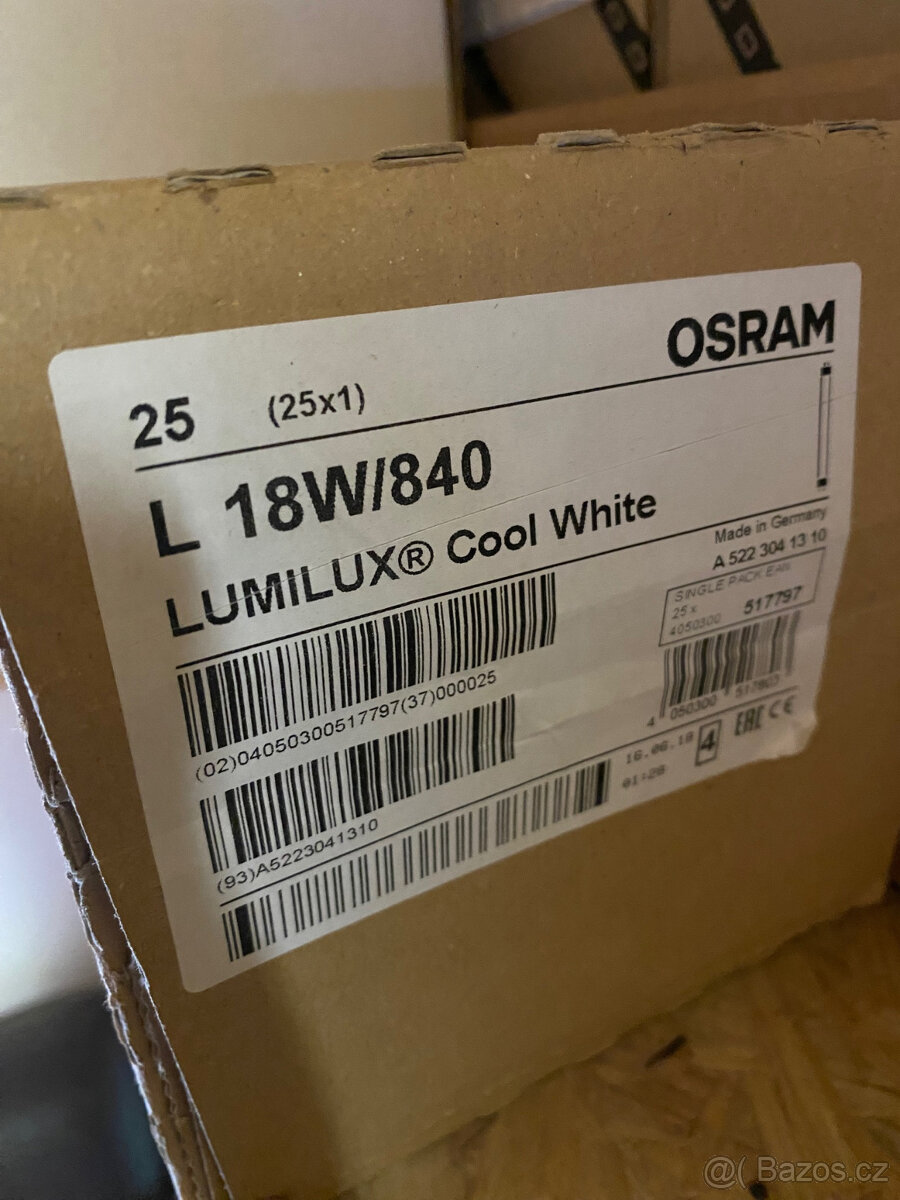 OSRAM
25 (25x1)
L 18W/840
LUMILUX® Cool White
Made in Germany
A 522 304 13 10
SINGLE PACK EAN
25 x
4050300 517797
(02)04050300517797(37)000025
4 050300 517803
(93)A5223041310
16.06.18 4 EAC CE
01:26
@( Bazos.cz